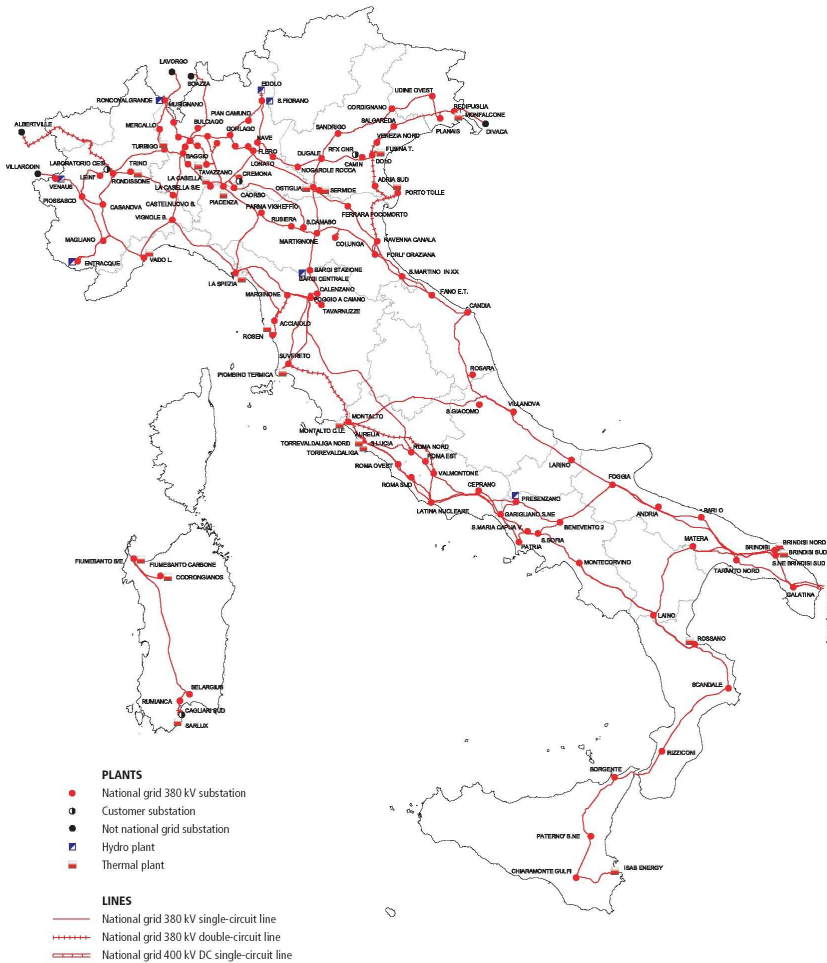 LAVORGO
SOAZZA
EDOLO
RONCOVALGRANDE
MUSIGNANO
S.FIORANO
UDINE OVEST
CORDIGNANO
REDIPUGLIA
MONFALCONE
PIAN CAMUNO
ALBERTVILLE
MERCALLO
BULCIAGO
GORLAGO
SANDRIGO
SALGAREDA
PLANAIS
DIVACA
VENEZIA NORD
NAVE
TURBIGO
DUGALE
RFX CNR
FUSINA T.
FLERO
VILLARODIN
LABORATORIO CESI
BAGGIO
LONATO
CAMIN
DOLO
TRINO
TAVAZZANO
NOGAROLE ROCCA
LEINI'
CREMONA
VENAUS
RONDISSONE
LA CASELLA
ADRIA SUD
LA CASELLA S/E
OSTIGLIA
SERMIDE
PORTO TOLLE
PIOSSASCO
CASTELNUOVO S.
CAORSO
PIACENZA
CASANOVA
PARMA VIGHEFFIO
FERRARA FOCOMORTO
VIGNOLE B.
RUBIERA
S.DAMASO
MAGLIANO
MARTIGNONE
COLUNGA
RAVENNA CANALA
VADO L.
FORLI' ORAZIANA
ENTRACQUE
BARGI STAZIONE
S.MARTINO IN XX
LA SPEZIA
BARGI CENTRALE
CALENZANO
FANO E.T.
MARGINONE
POGGIO A CAIANO
TAVARNUZZE
CANDIA
ACCIAIOLO
ROSEN
SUVERETO
PIOMBINO TERMICA
ROSARA
VILLANOVA
S.GIACOMO
MONTALTO
MONTALTO C.LE
AURELIA
TORREVALDALIGA NORD
S.LUCIA
ROMA NORD
TORREVALDALIGA
ROMA EST
LARINO
ROMA OVEST
VALMONTONE
FOGGIA
ROMA SUD
CEPRANO
PRESENZANO
LATINA NUCLEARE
GARIGLIANO S.NE
ANDRIA
BARI O
S.MARIA CAPUA V.
BENEVENTO 2
S.SOFIA
PATRIA
MATERA
BRINDISI
BRINDISI NORD
BRINDISI SUD
S.NE BRINDISI SUD
MONTECORVINO
TARANTO NORD
FIUMESANTO S/E
FIUMESANTO CARBONE
CODRONGIANOS
GALATINA
LAINO
ROSSANO
SCANDALE
SELARGIUS
RUMIANCA
CAGLIARI SUD
SARLUX
RIZZICONI
SORGENTE
PATERNO' S.NE
CHIARAMONTE GULFI
ISAB ENERGY
PLANTS
National grid 380 kV substation
Customer substation
Not national grid substation
Hydro plant
Thermal plant
LINES
National grid 380 kV single-circuit line
National grid 380 kV double-circuit line
National grid 400 kV DC single-circuit line